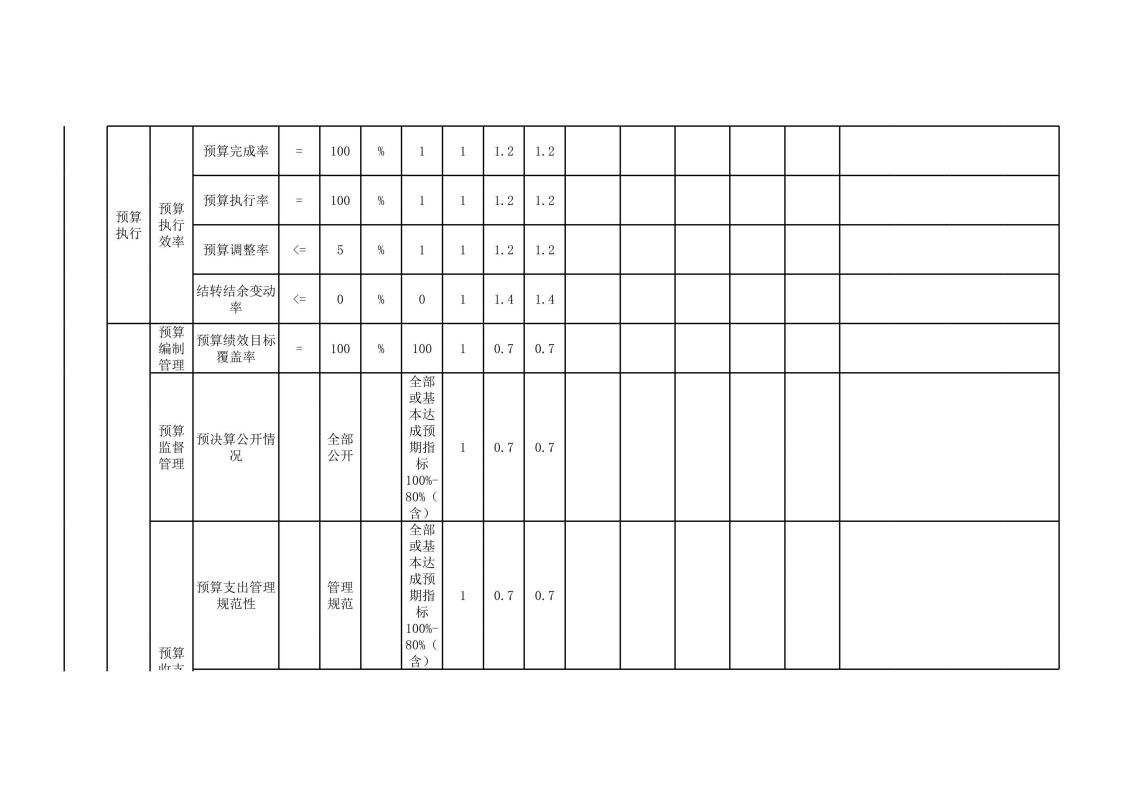 预算
执行
预算
执行
效率
预算完成率 = 100 % 1 1 1.2 1.2
预算执行率 = 100 % 1 1 1.2 1.2
预算调整率 <= 5 % 1 1 1.2 1.2
结转结余变动
率
<= 0 % 0 1 1.4 1.4
预算
编制
管理
预算绩效目标
覆盖率
= 100 % 100 1 0.7 0.7
预算
监督
管理
预决算公开情
况
全部
公开
全部
或基
本达
成预
期指
标
100%-
80%（
含）
1 0.7 0.7
预算
收支
预算支出管理
规范性
管理
规范
全部
或基
本达
成预
期指
标
100%-
80%（
含）
1 0.7 0.7